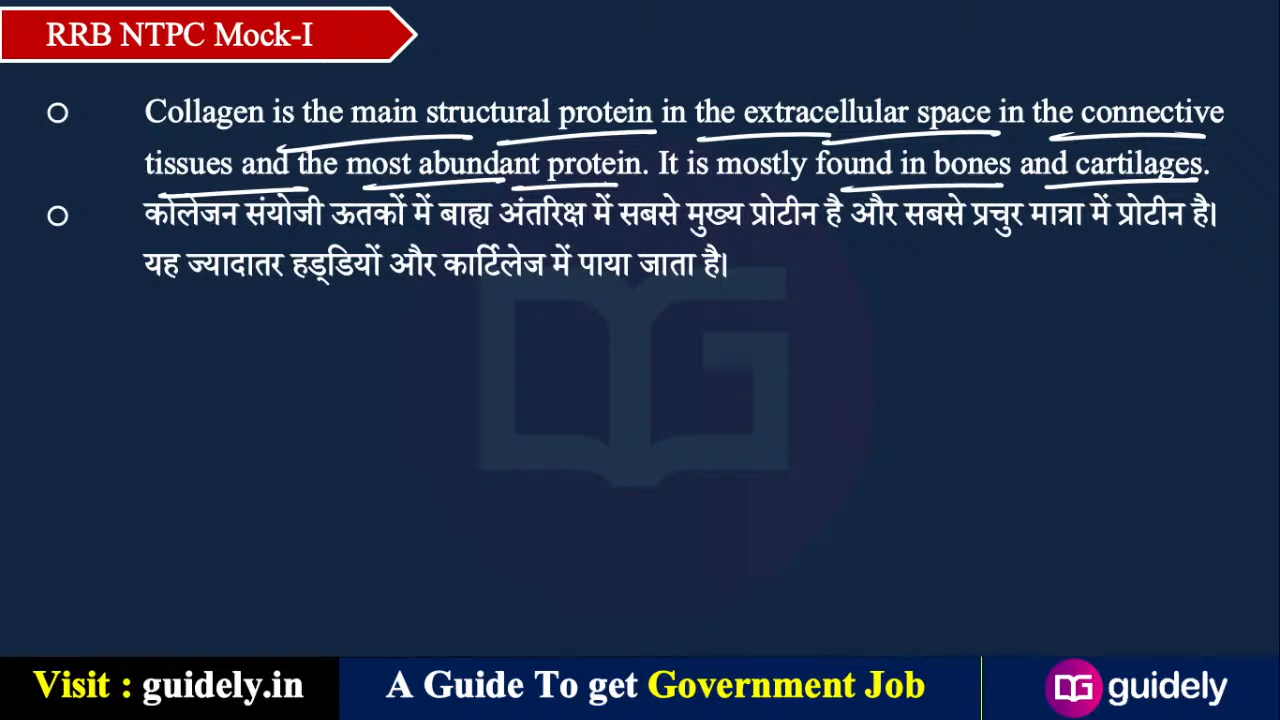 RRB NTPC Mock-I
Collagen is the main structural protein in the extracellular space in the connective
tissues and the most abundant protein. It is mostly found in bones and cartilages.
कोलेजन संयोजी ऊतकों में बाह्य अंतरिक्ष में सबसे मुख्य प्रोटीन है और सबसे प्रचुर मात्रा में प्रोटीन है।
यह ज्यादातर हड्डियों और कार्टिलेज में पाया जाता है।
Visit : guidely.in
A Guide To get Government Job
guidely